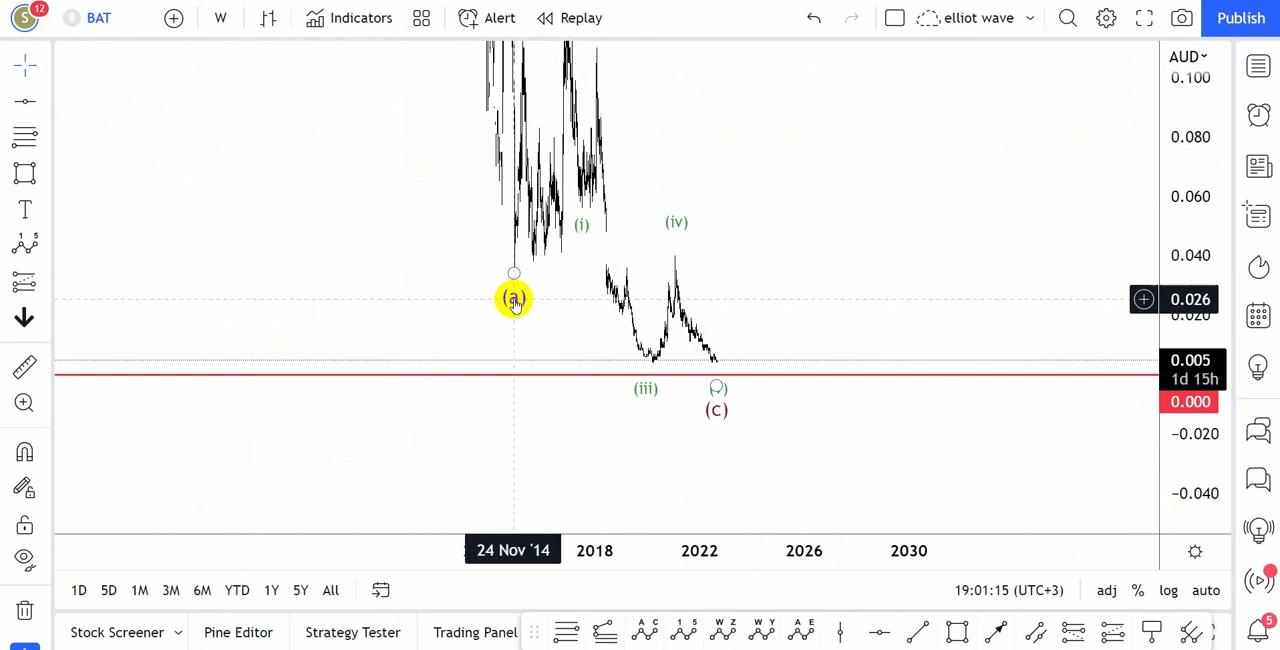 S 12 B BAT W Indicators Alert Replay elliot wave Publish
AUD
0.100
0.080
0.060
(i) (iv)
0.040
(a) 0.026
0.020
0.005
1d 15h
(iii)
0.000
(c)
−0.020
−0.040
24 Nov '14 2018 2022 2026 2030
1D 5D 1M 3M 6M YTD 1Y 5Y All 19:01:15 (UTC+3) adj % log auto
Stock Screener Pine Editor Strategy Tester Trading Panel A C 1 5 W Z W Y A E 5